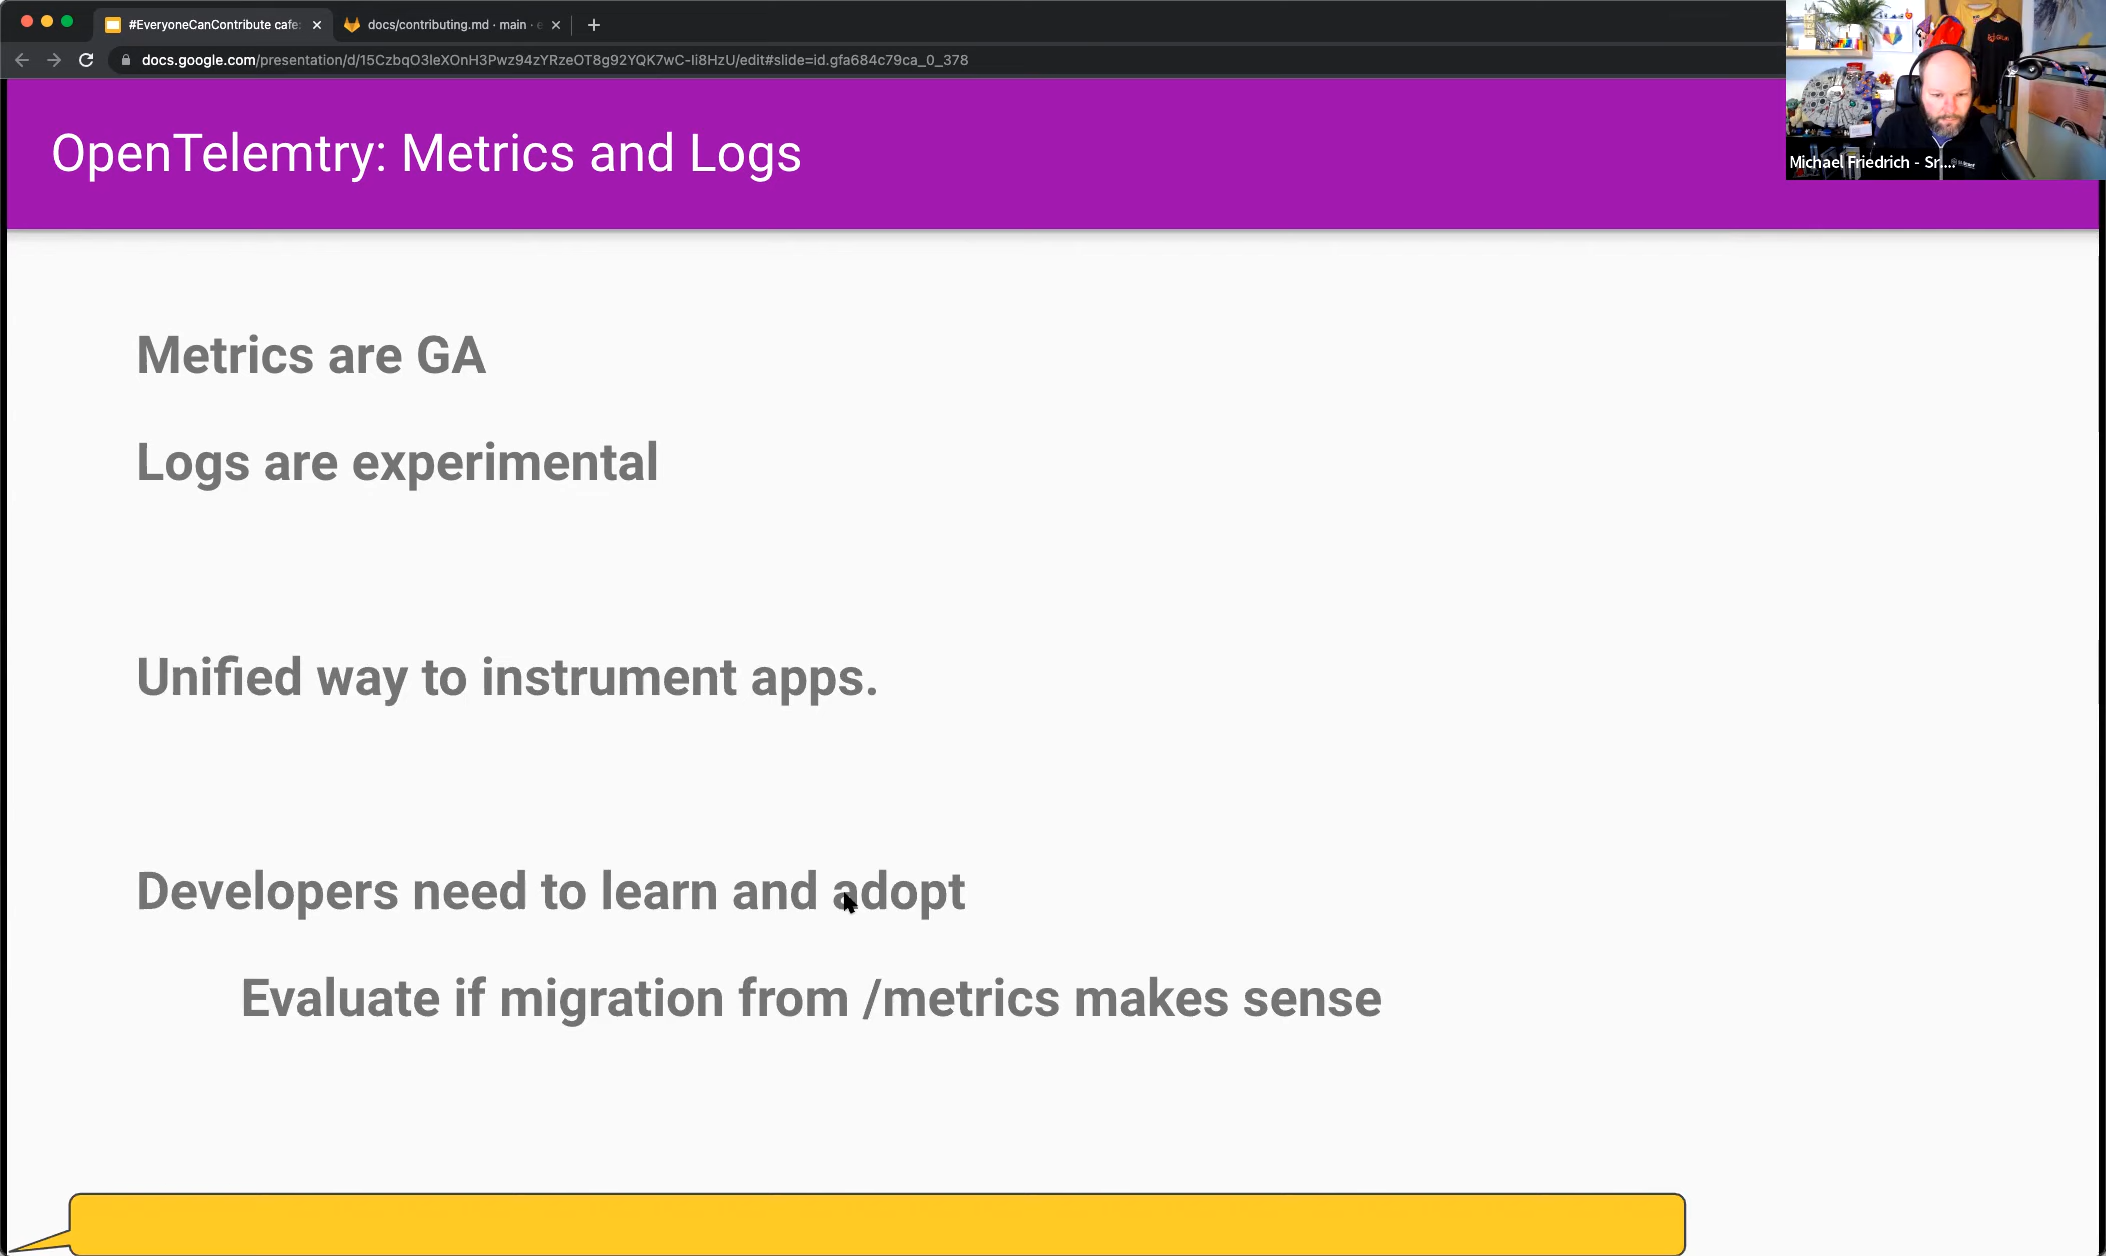 #EveryoneCanContribute cafe:
docs/contributing.md · main ·
docs.google.com/presentation/d/15CzbqO3leXOnH3Pwz94zYRzeOT8g92YQK7wC-Ii8HzU/edit#slide=id.gfa684c79ca_0_378
Michael Friedrich - Sr....
OpenTelemtry: Metrics and Logs
Metrics are GA
Logs are experimental
Unified way to instrument apps.
Developers need to learn and adopt
Evaluate if migration from /metrics makes sense